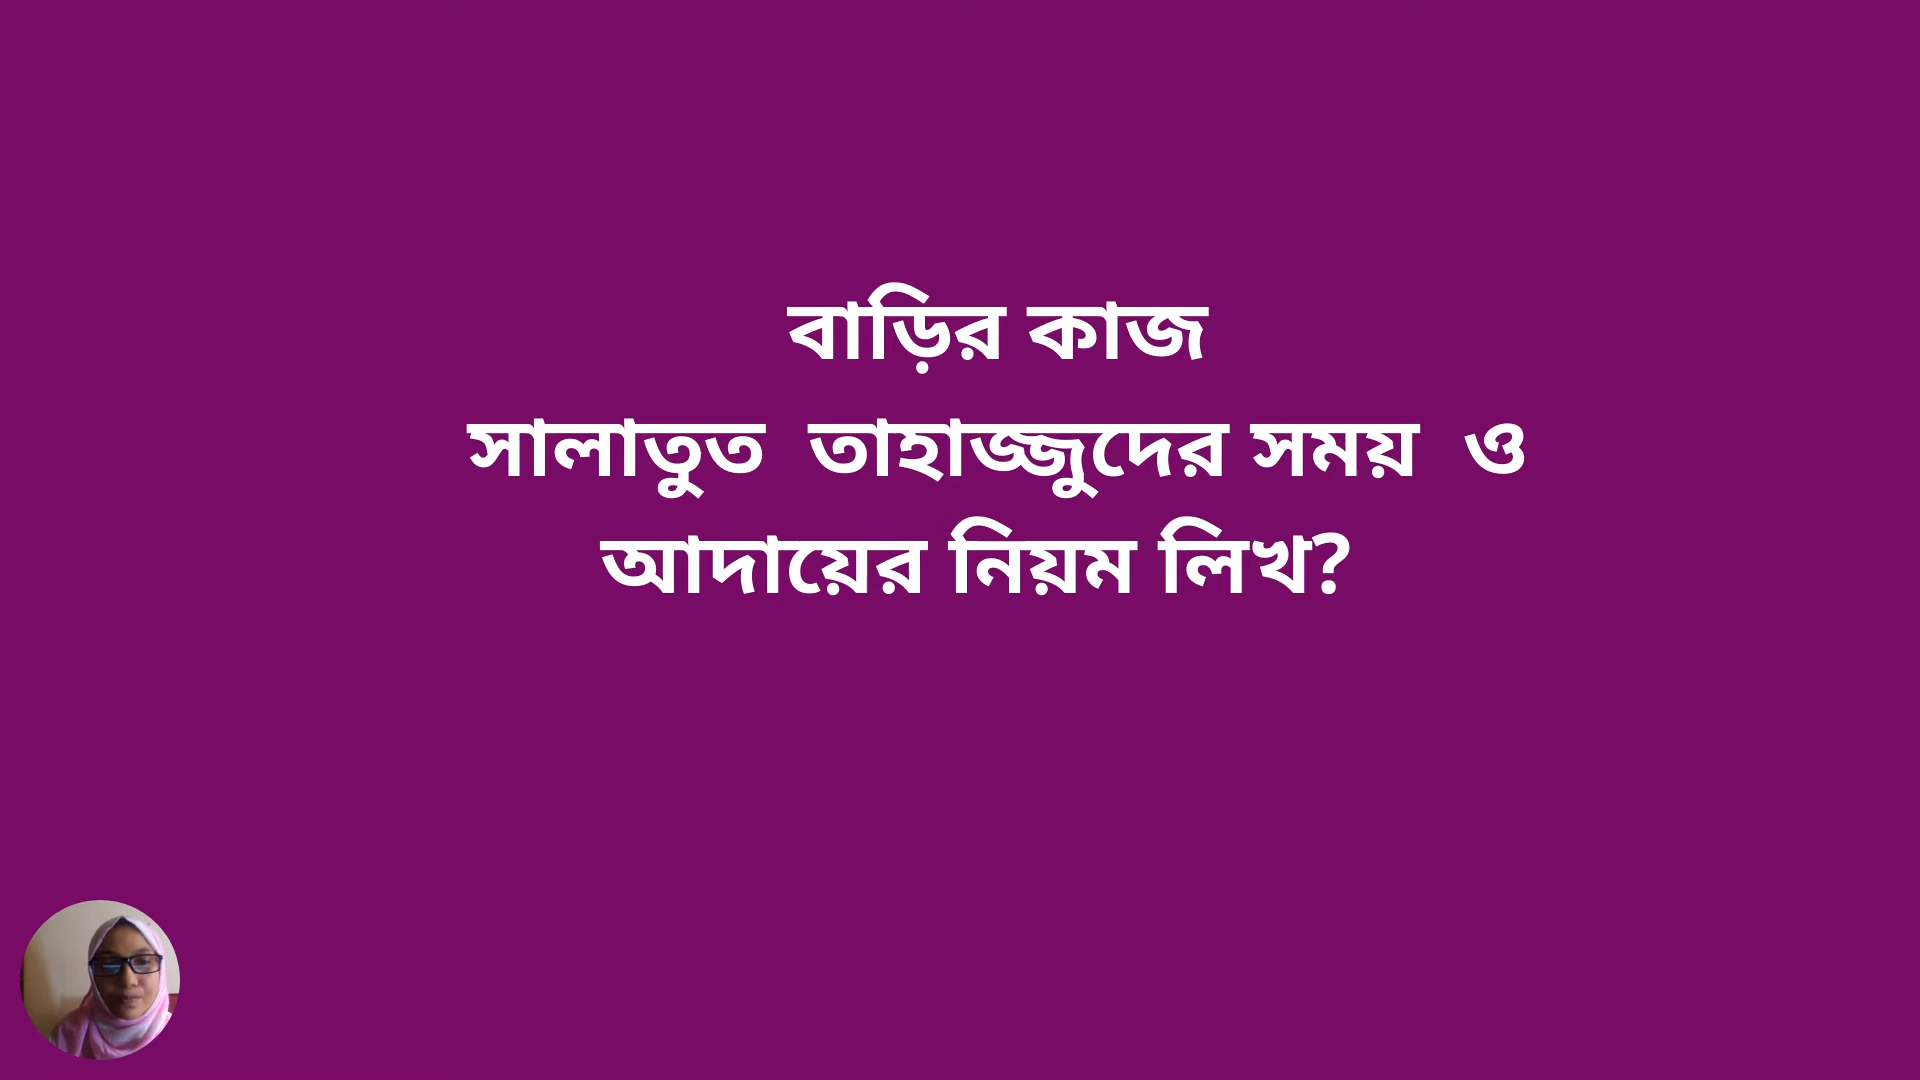 বাড়ির কাজ
সালাতুত তাহাজ্জুদের সময় ও
আদায়ের নিয়ম লিখ?